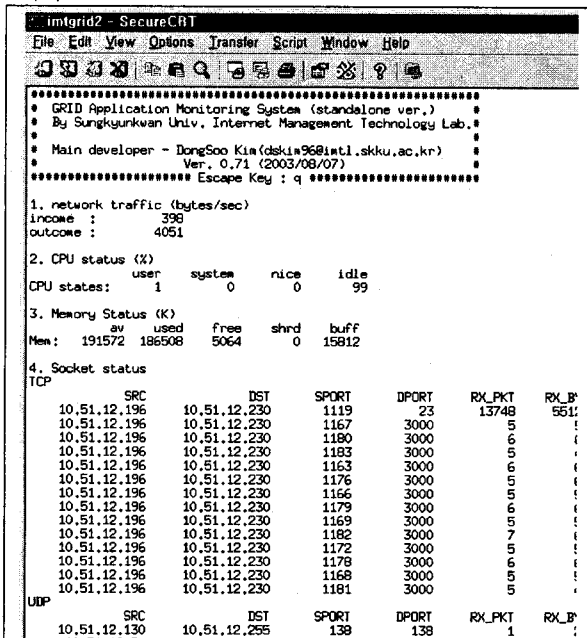 imtgrid2 - SecureCRT
File Edit View Options Transfer Script Window Help
* GRID Application Monitoring System (standalone ver.) *
* By Sungkyunkwan Univ. Internet Management Technology Lab.*
* Main developer - DongSoo Kim(dskim96@imtl.skku.ac.kr) *
* Ver. 0.71 (2003/08/07) *
Escape Key : q
1. network traffic (bytes/sec)
income : 398
outcome : 4051
2. CPU status (%)
user system nice idle
CPU states: 1 0 0 99
3. Memory Status (K)
av used free shrd buff
Mem: 191572 186508 5064 0 15812
4. Socket status
TCP
SRC DST SPORT DPORT RX_PKT
10.51.12.196 10.51.12.230 1119 23 13748
10.51.12.196 10.51.12.230 1167 3000 5
10.51.12.196 10.51.12.230 1180 3000 6
10.51.12.196 10.51.12.230 1183 3000 5
10.51.12.196 10.51.12.230 1163 3000 6
10.51.12.196 10.51.12.230 1176 3000 5
10.51.12.196 10.51.12.230 1166 3000 5
10.51.12.196 10.51.12.230 1179 3000 6
10.51.12.196 10.51.12.230 1169 3000 5
10.51.12.196 10.51.12.230 1182 3000 7
10.51.12.196 10.51.12.230 1172 3000 5
10.51.12.196 10.51.12.230 1178 3000 6
10.51.12.196 10.51.12.230 1168 3000 5
10.51.12.196 10.51.12.230 1181 3000 5
UDP
SRC DST SPORT DPORT RX_PKT
10.51.12.130 10.51.12.255 138 138 1